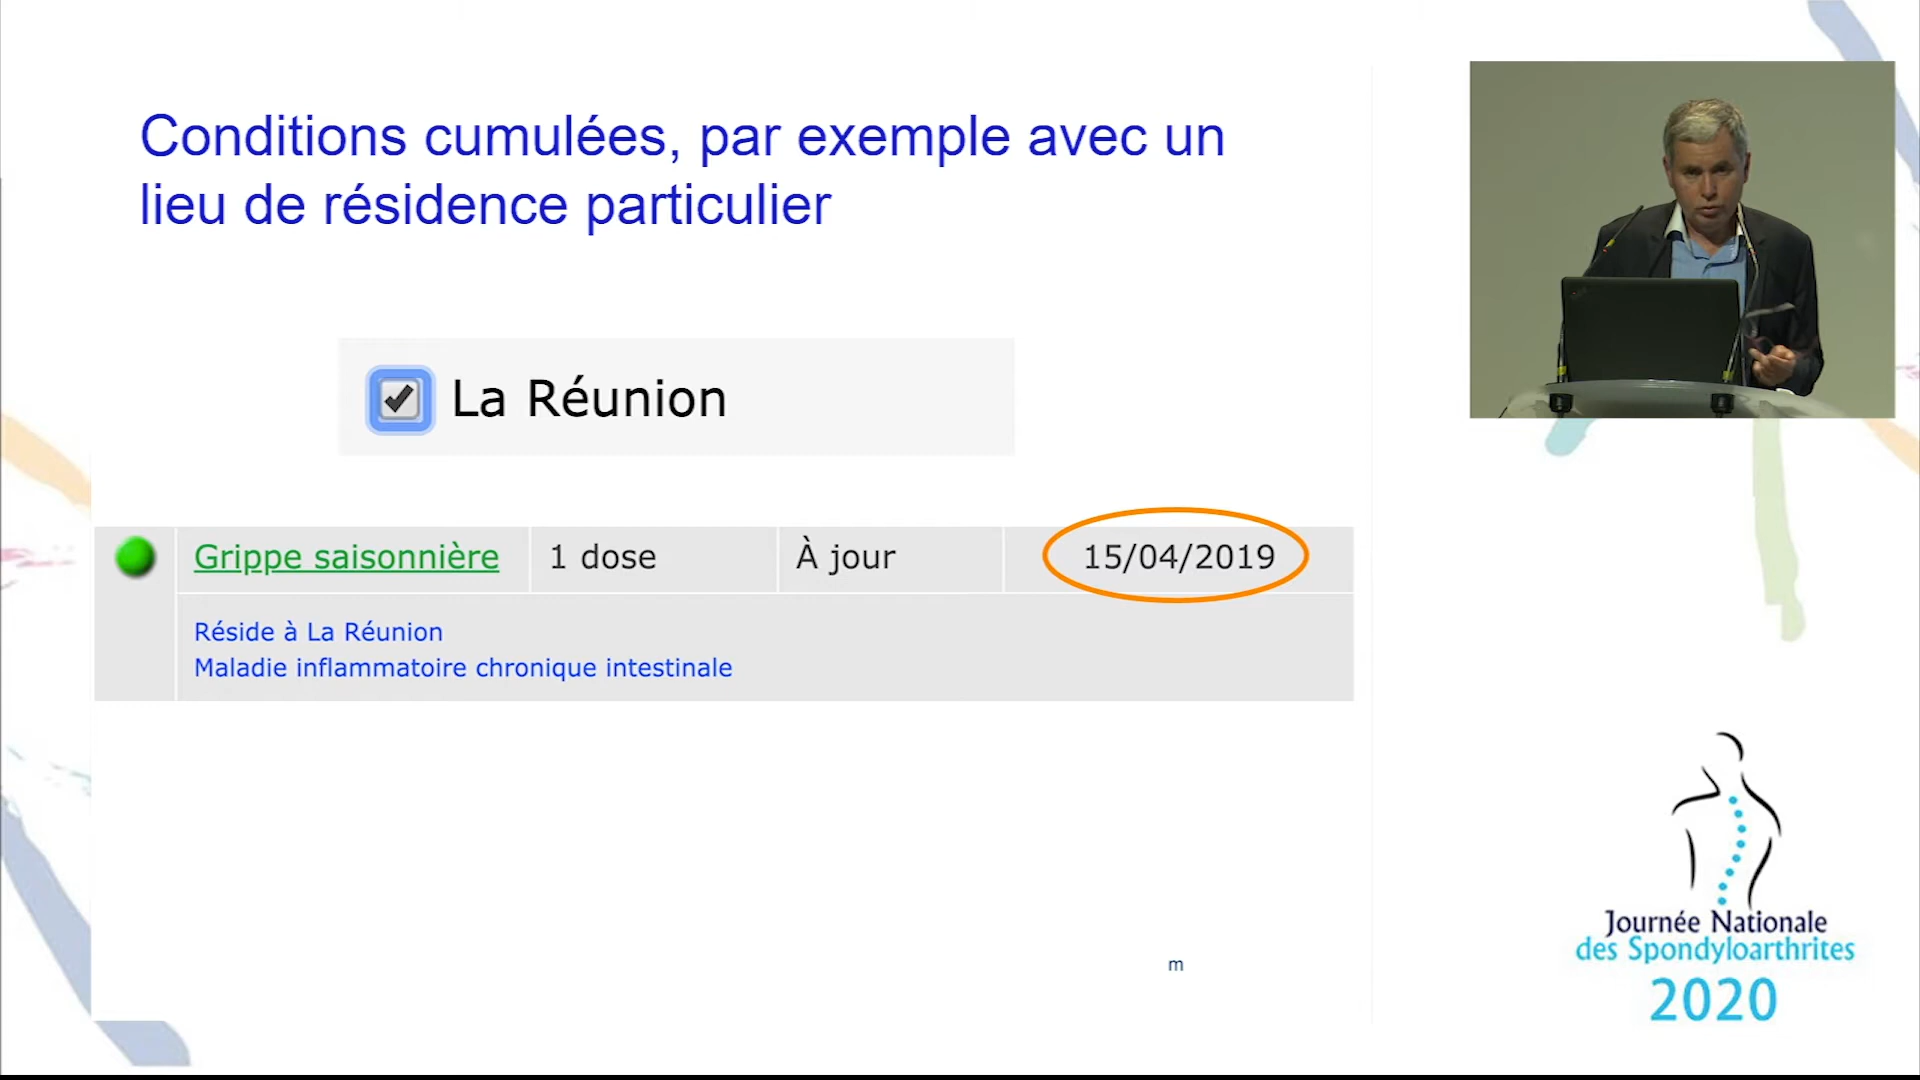 Conditions cumulées, par exemple avec un
lieu de résidence particulier
La Réunion
Grippe saisonnière 1 dose À jour 15/04/2019
Réside à La Réunion
Maladie inflammatoire chronique intestinale
m
Journée Nationale
des Spondyloarthrites
2020